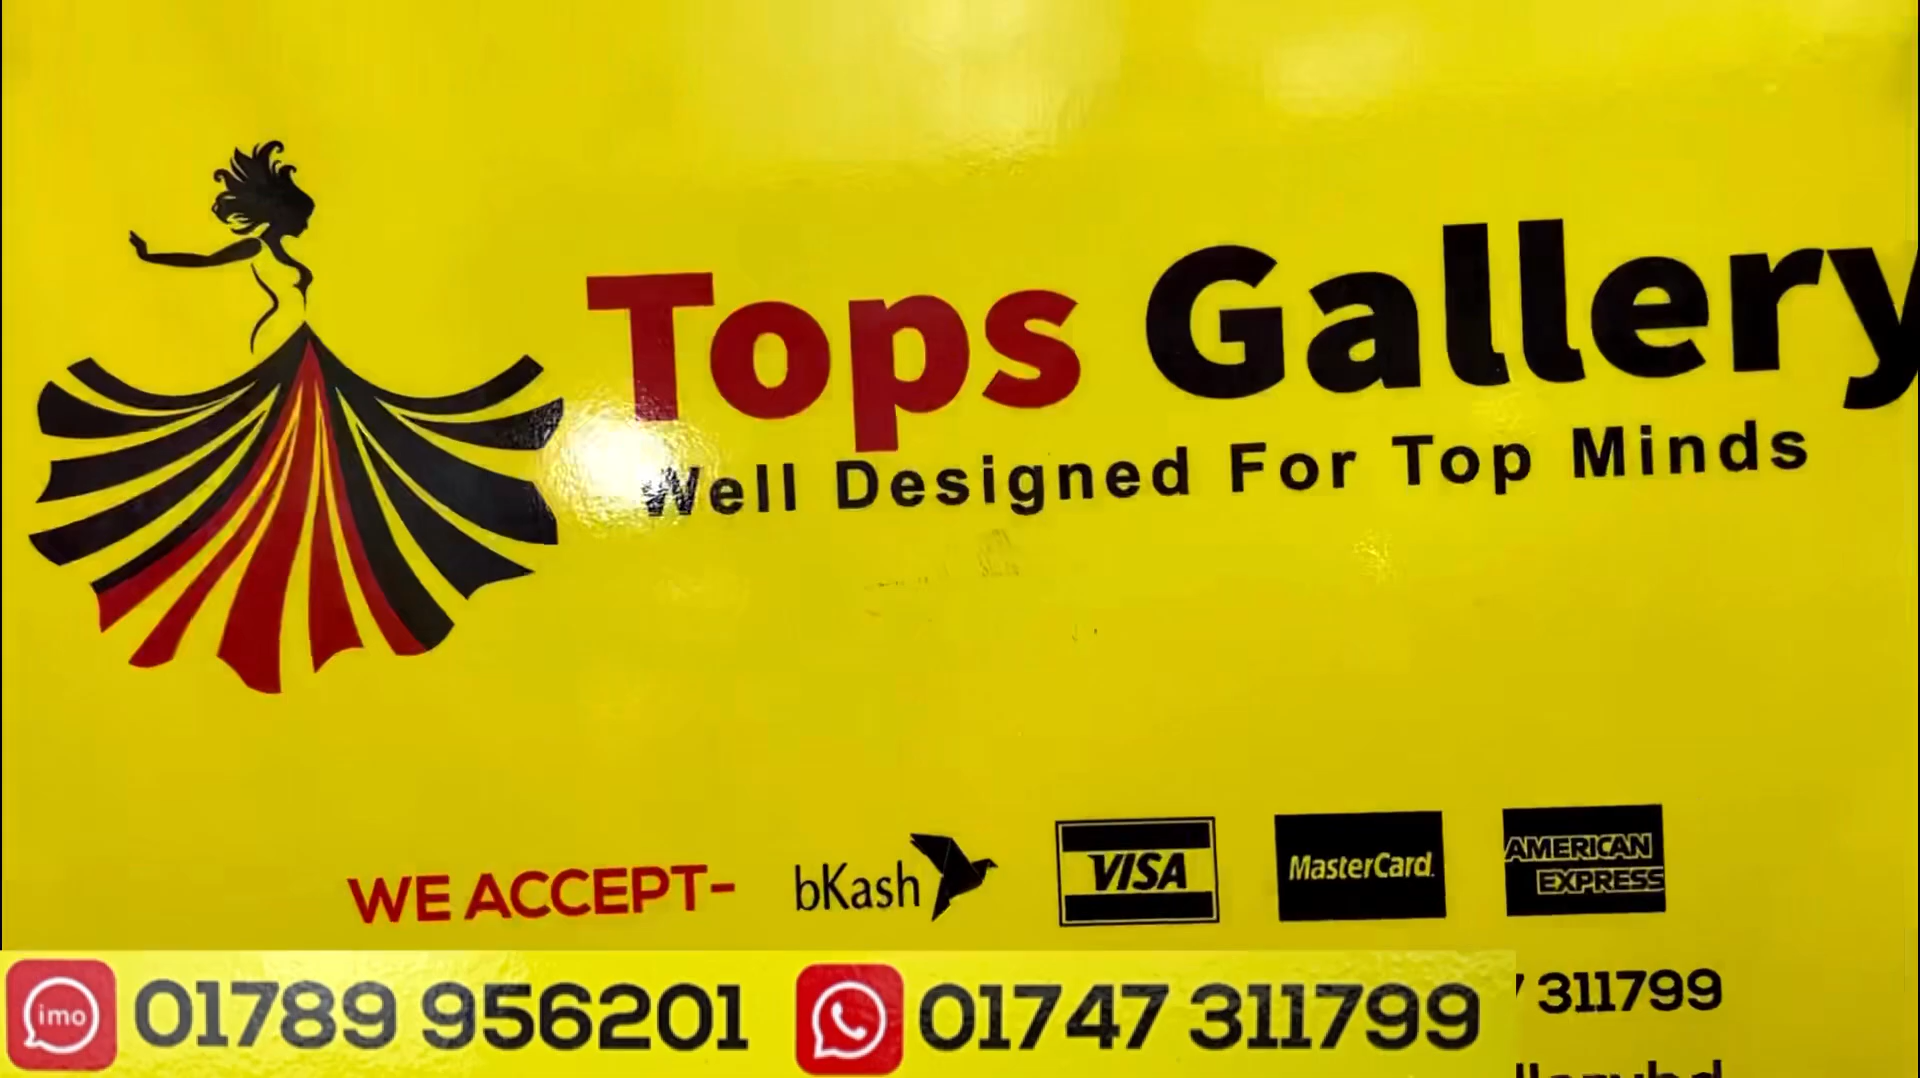 Tops Gallery
Well Designed For Top Minds
WE ACCEPT- bKash VISA MasterCard AMERICAN EXPRESS
imo 01789 956201 01747 311799
311799